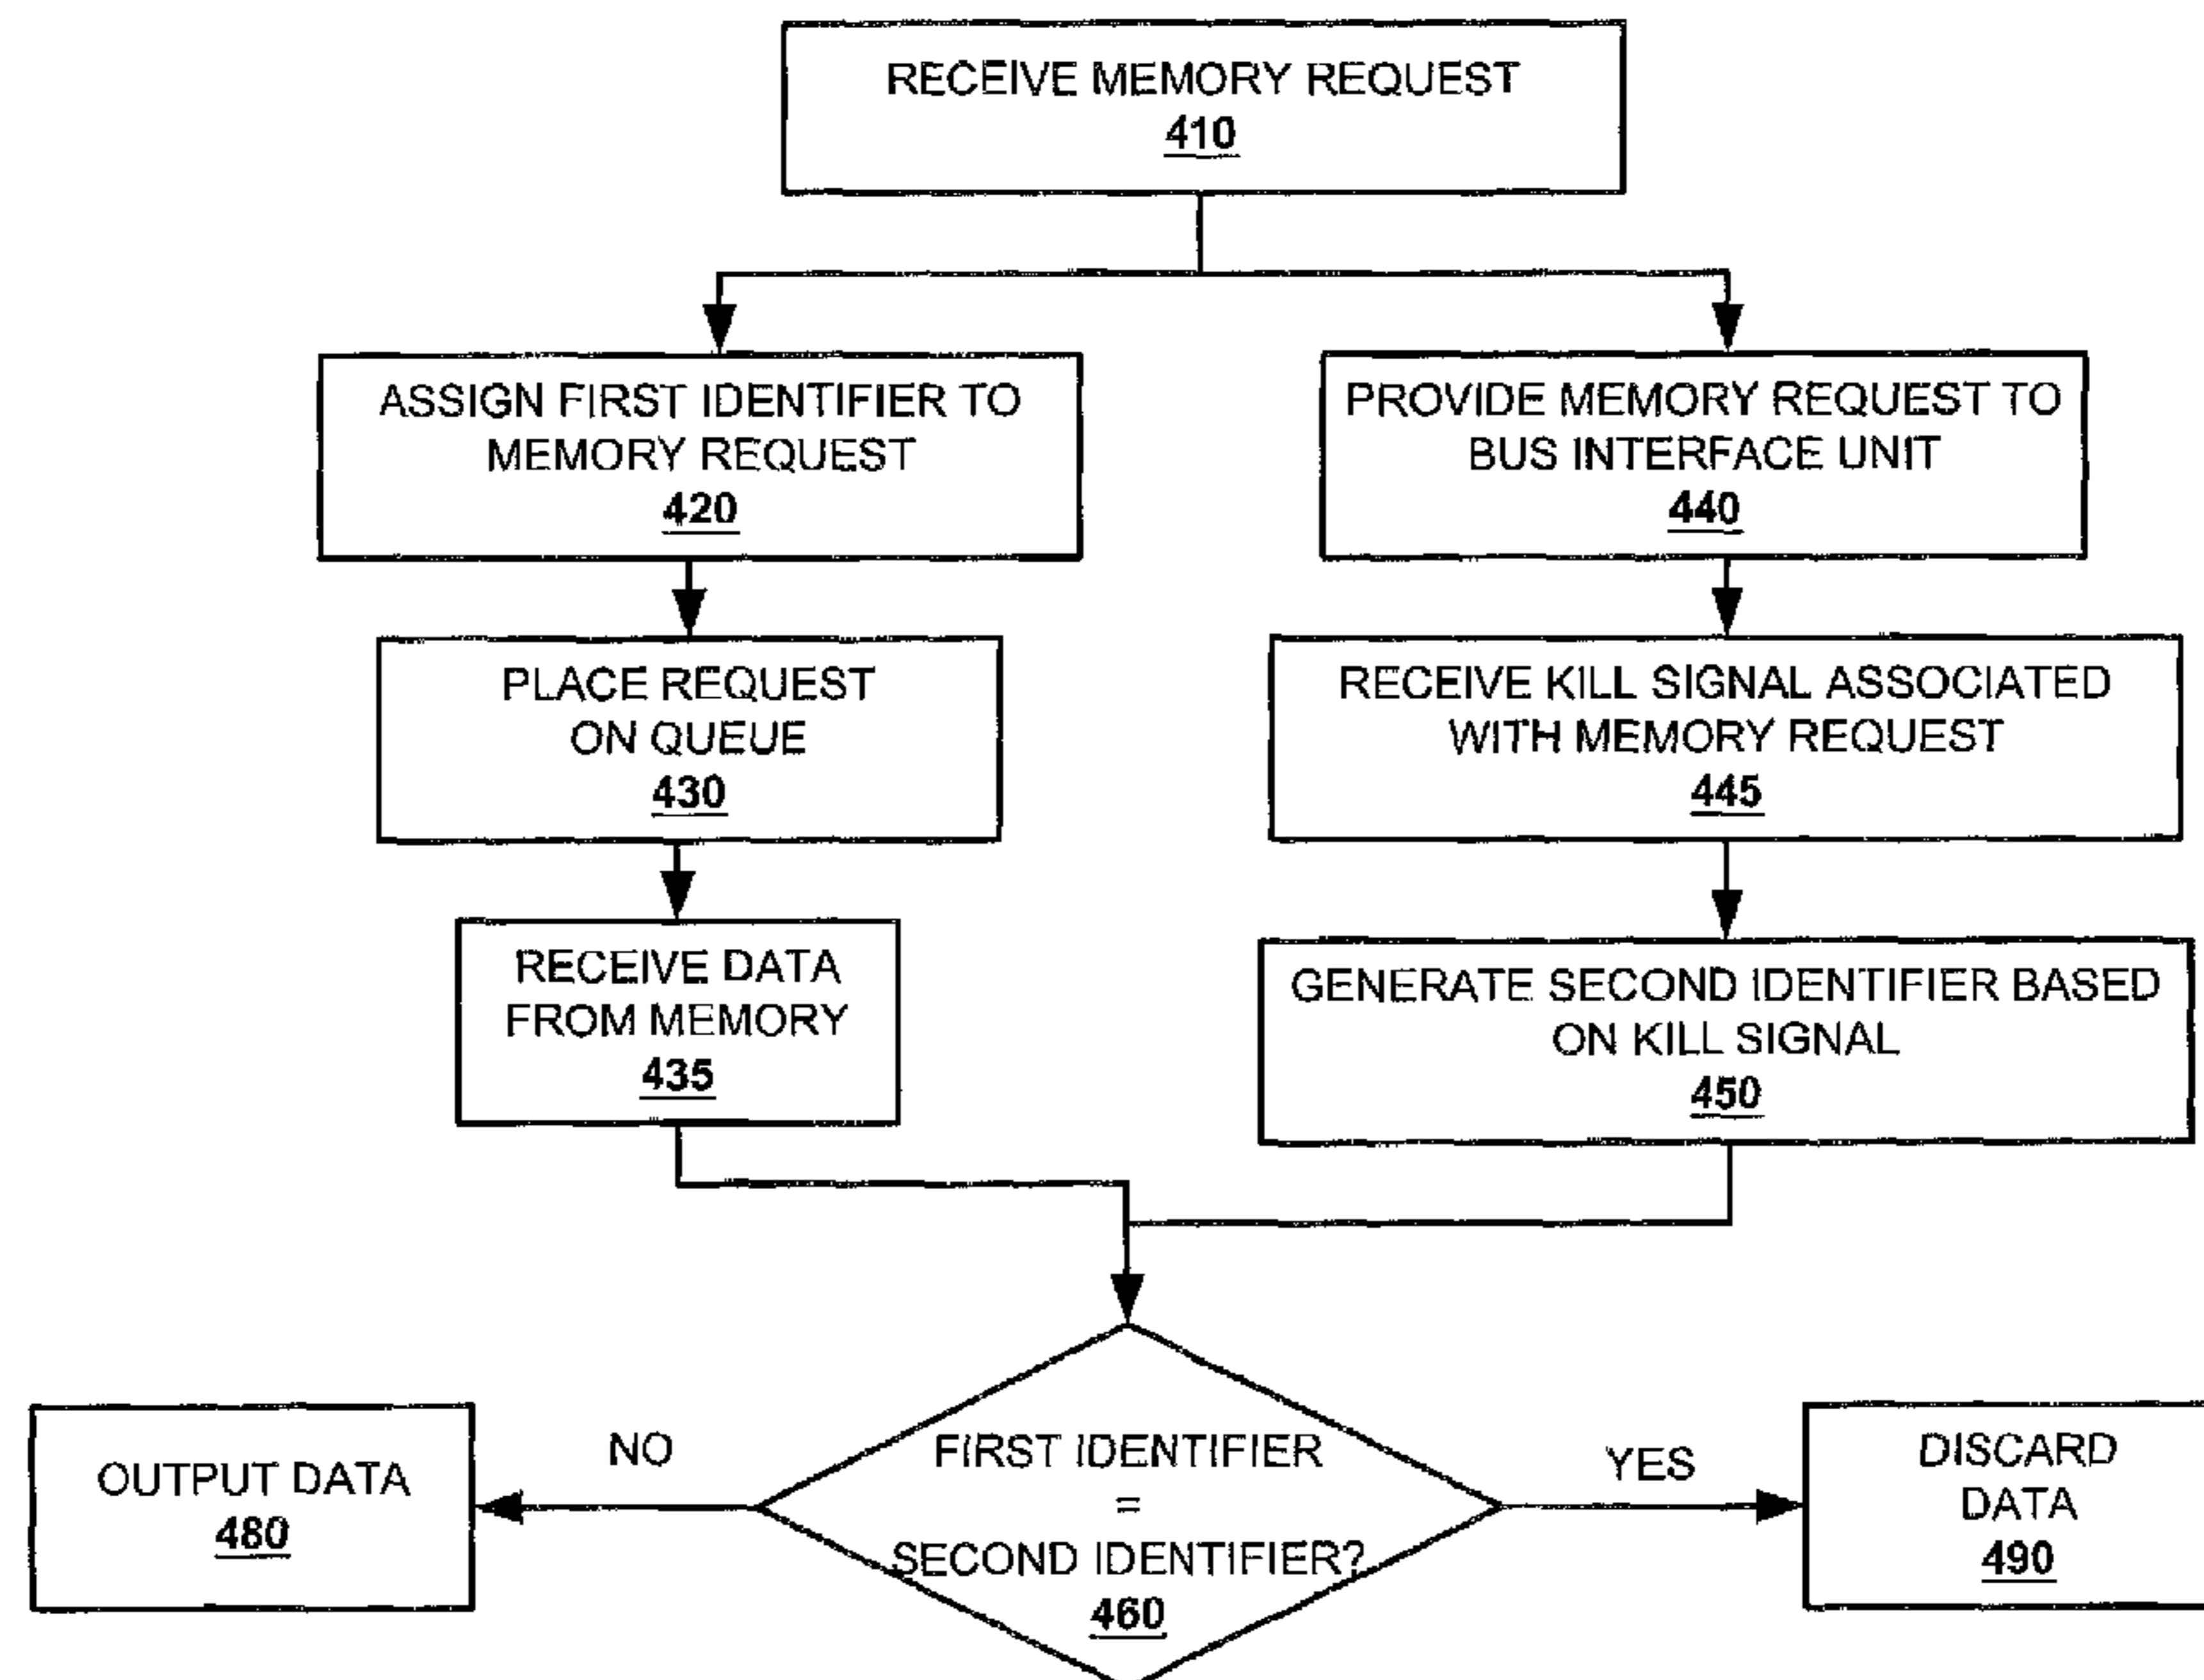 RECEIVE MEMORY REQUEST
410
ASSIGN FIRST IDENTIFIER TO
MEMORY REQUEST
420
PROVIDE MEMORY REQUEST TO
BUS INTERFACE UNIT
440
PLACE REQUEST
ON QUEUE
430
RECEIVE KILL SIGNAL ASSOCIATED
WITH MEMORY REQUEST
445
RECEIVE DATA
FROM MEMORY
435
GENERATE SECOND IDENTIFIER BASED
ON KILL SIGNAL
450
OUTPUT DATA
480
NO
FIRST IDENTIFIER
=
SECOND IDENTIFIER?
460
YES
DISCARD
DATA
490